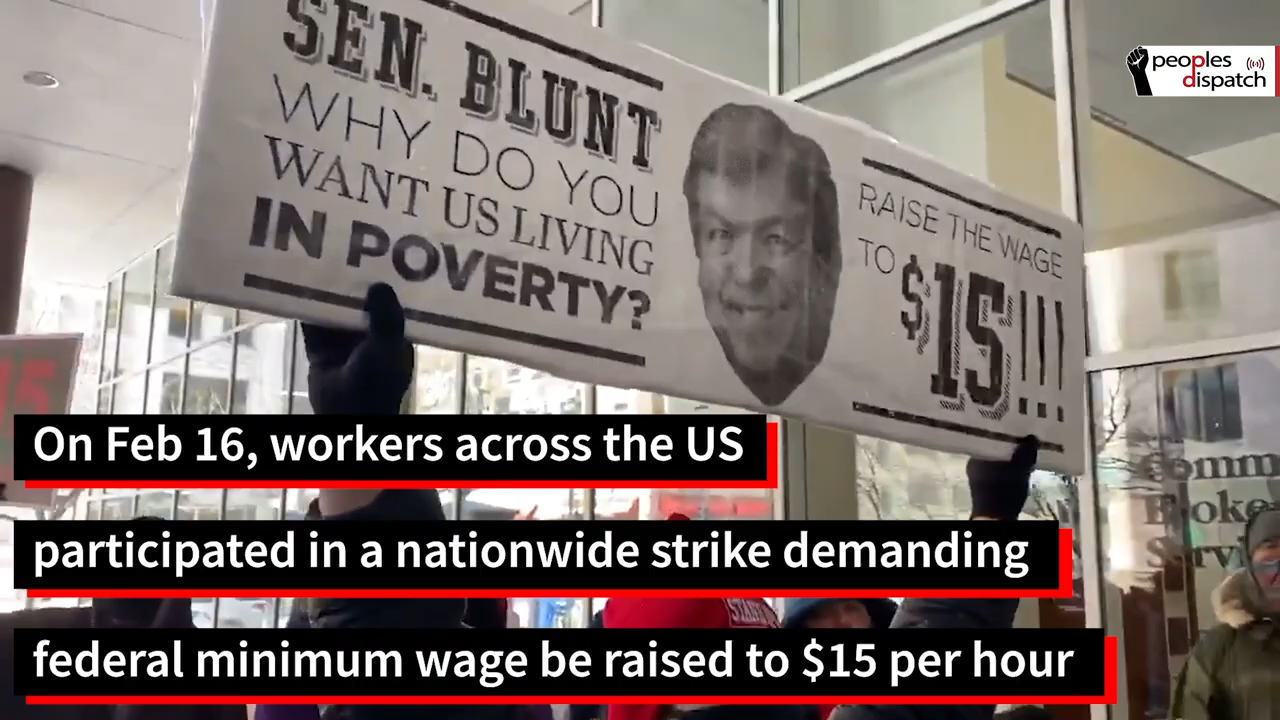 SEN. BLUNT
WHY DO YOU
WANT US LIVING
IN POVERTY?
RAISE THE WAGE
TO $15!!!
peoples
dispatch
15
On Feb 16, workers across the US
participated in a nationwide strike demanding
federal minimum wage be raised to $15 per hour